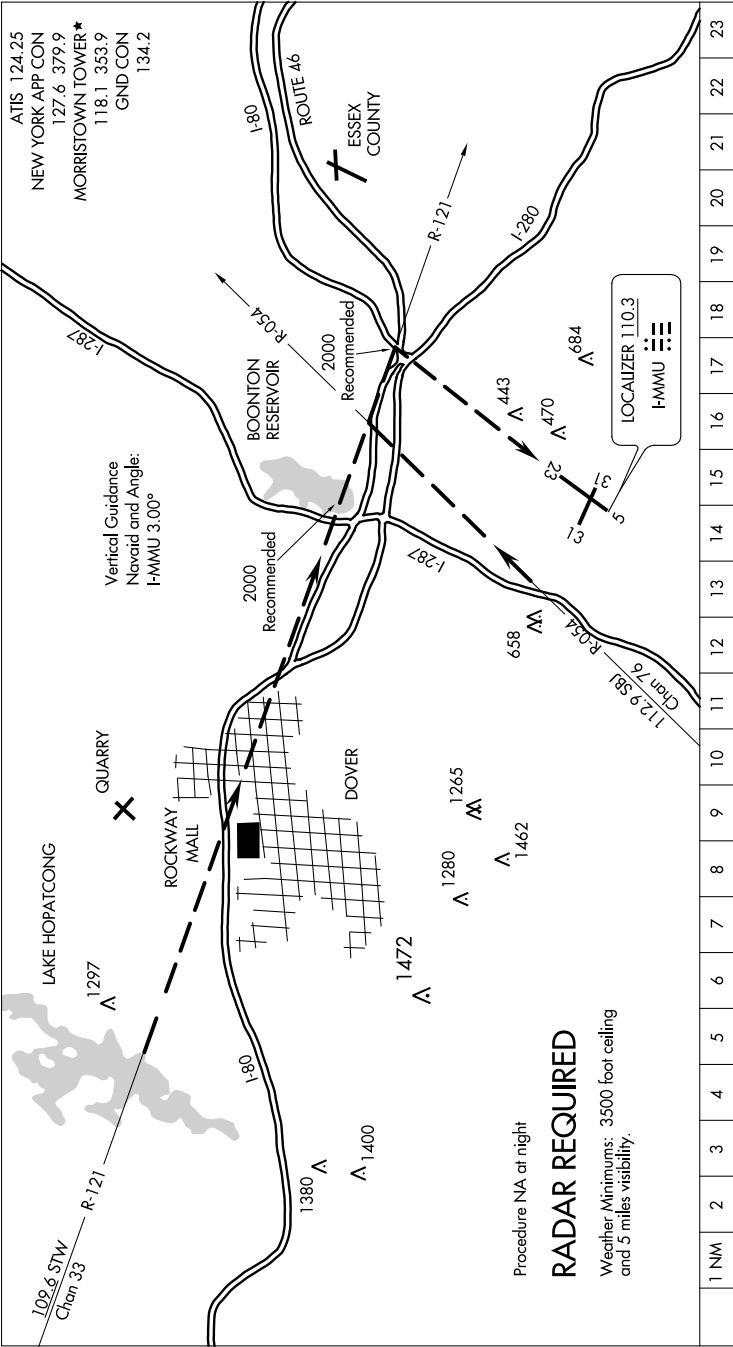 ATIS 124.25
NEW YORK APP CON
127.6 379.9
MORRISTOWN TOWER★
118.1 353.9
GND CON
134.2
109.6 STW
Chan 33
R-121
LAKE HOPATCONG
1297
QUARRY
ROCKWAY
MALL
Vertical Guidance
Navaid and Angle:
I-MMU 3.00°
I-287
I-80
ROUTE 46
ESSEX
COUNTY
BOONTON
RESERVOIR
R-054
2000
Recommended
2000
Recommended
R-121
I-280
I-80
1380
1400
DOVER
1472
1280
1265
1462
I-287
658
R-054
112.9 SBJ
Chan 76
443
470
684
23
31
13
5
LOCALIZER 110.3
I-MMU
Procedure NA at night
RADAR REQUIRED
Weather Minimums: 3500 foot ceiling
and 5 miles visibility.
1 NM 2 3 4 5 6 7 8 9 10 11 12 13 14 15 16 17 18 19 20 21 22 23